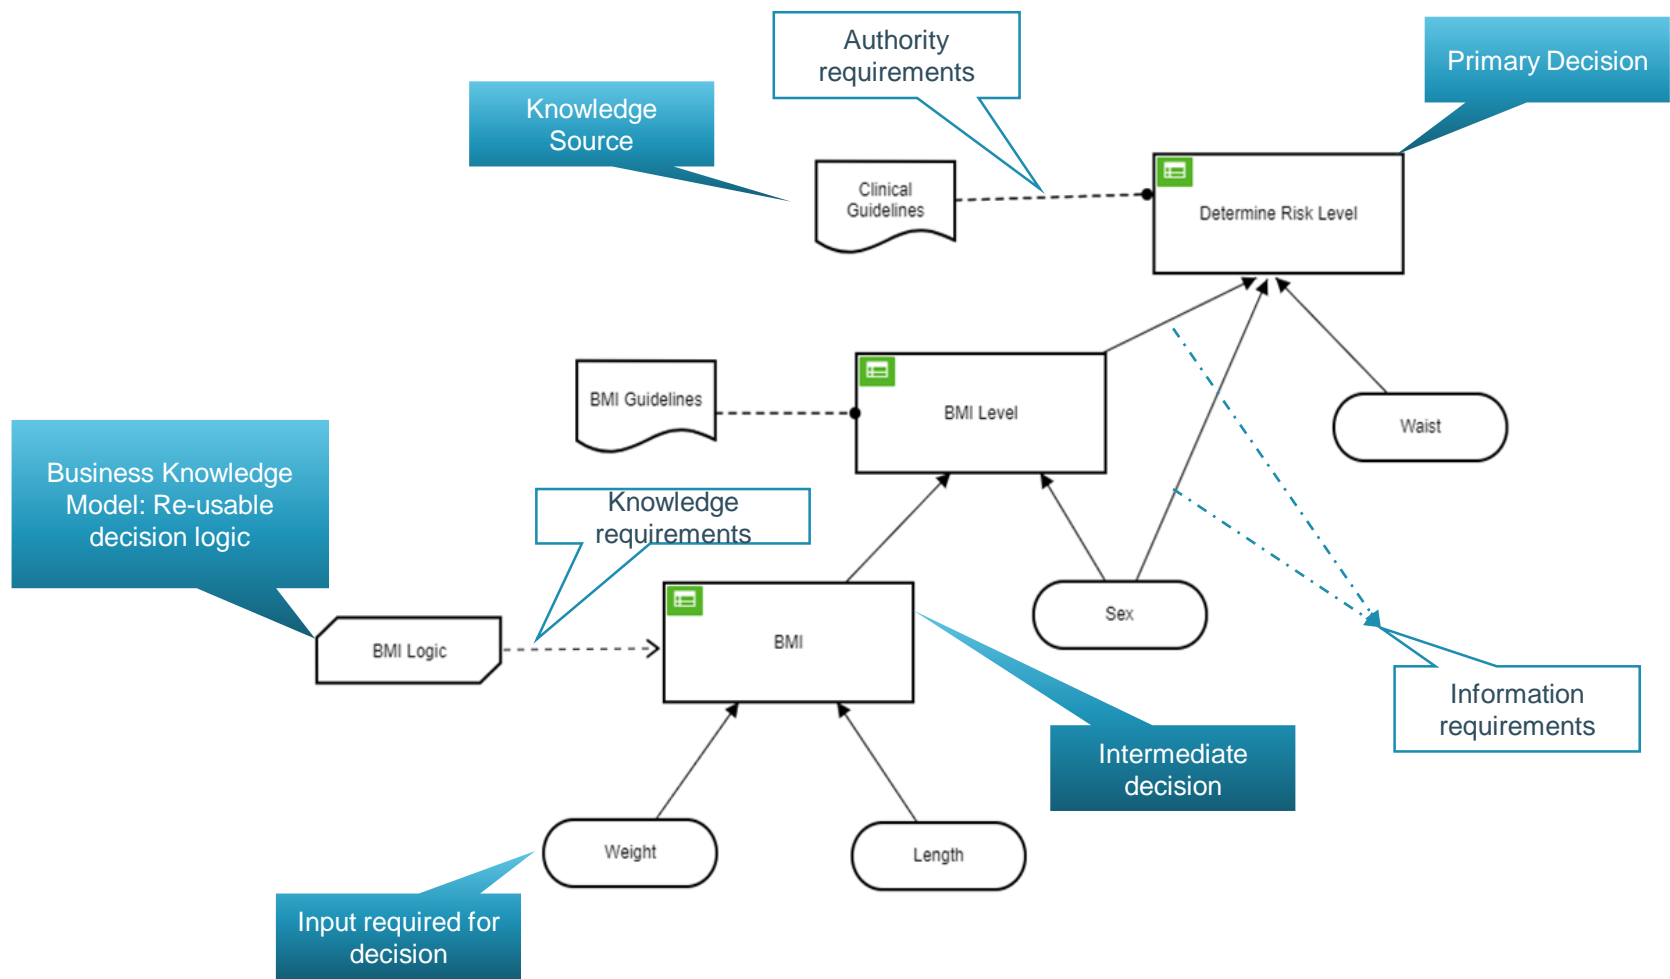 Authority
requirements
Primary Decision
Knowledge
Source
Clinical
Guidelines
Determine Risk Level
BMI Guidelines
BMI Level
Waist
Business Knowledge
Model: Re-usable
decision logic
Knowledge
requirements
BMI Logic
BMI
Sex
Information
requirements
Intermediate
decision
Weight
Length
Input required for
decision